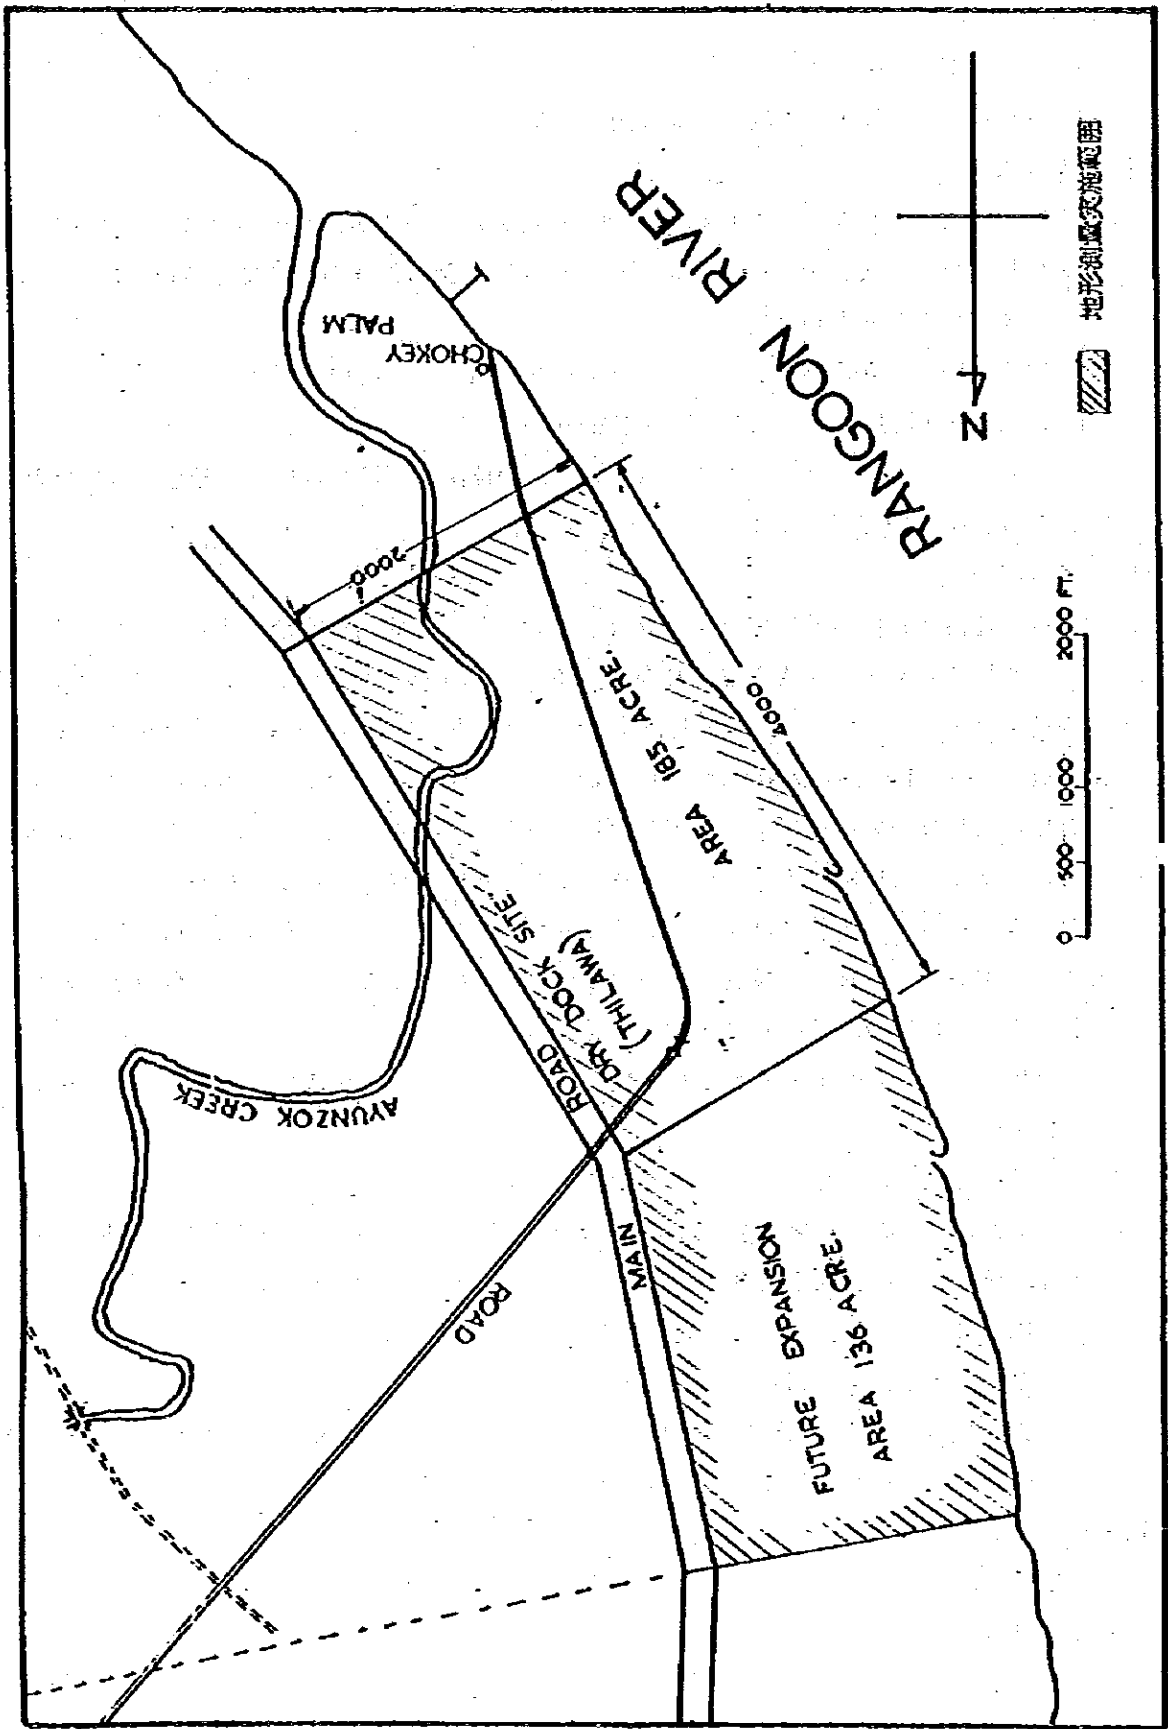 RANGOON RIVER
PALM
CHOKEY
2000'
AREA 185 ACRE.
4000
DRY DOCK SITE
(THILAWA)
MAIN ROAD
ROAD
AYUNZOK CREEK
FUTURE EXPANSION
AREA 136 ACRE.
N
0 500 1000 2000 FT.
地形測量実施範囲